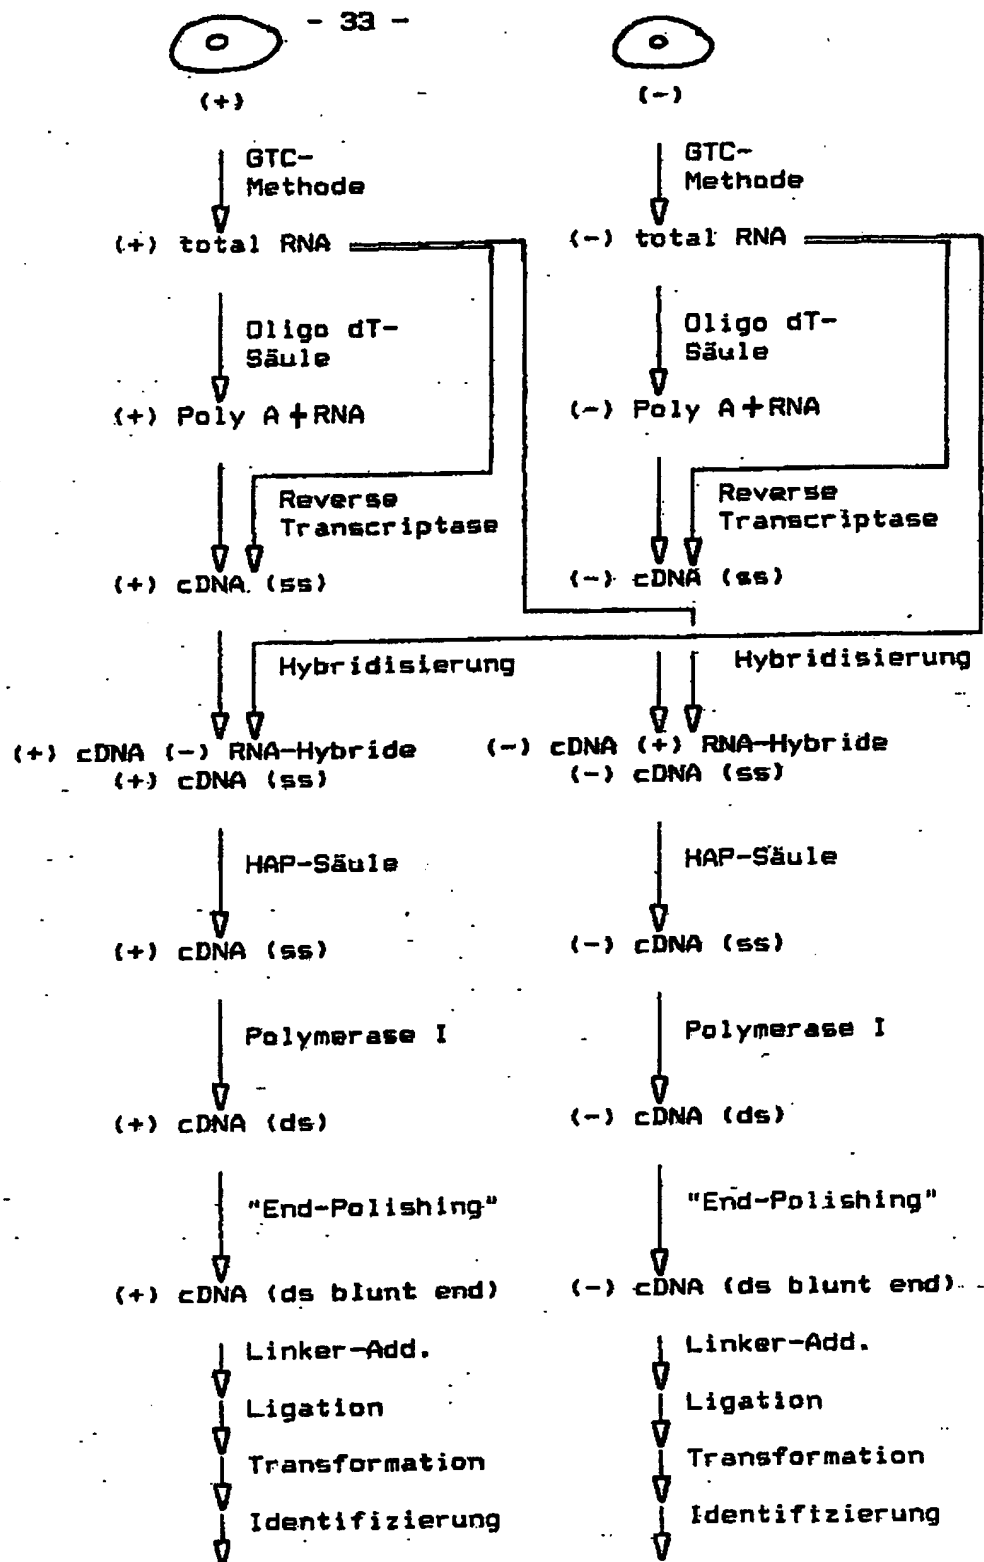 - 33 -
(+)
GTC-
Methode
(+) total RNA
Oligo dT-
Säule
(+) Poly A+RNA
Reverse
Transcriptase
(+) cDNA (ss)
Hybridisierung
(+) cDNA (-) RNA-Hybride
(+) cDNA (ss)
HAP-Säule
(+) cDNA (ss)
Polymerase I
(+) cDNA (ds)
"End-Polishing"
(+) cDNA (ds blunt end)
Linker-Add.
Ligation
Transformation
Identifizierung
(-)
GTC-
Methode
(-) total RNA
Oligo dT-
Säule
(-) Poly A+RNA
Reverse
Transcriptase
(-) cDNA (ss)
Hybridisierung
(-) cDNA (+) RNA-Hybride
(-) cDNA (ss)
HAP-Säule
(-) cDNA (ss)
Polymerase I
(-) cDNA (ds)
"End-Polishing"
(-) cDNA (ds blunt end)
Linker-Add.
Ligation
Transformation
Identifizierung